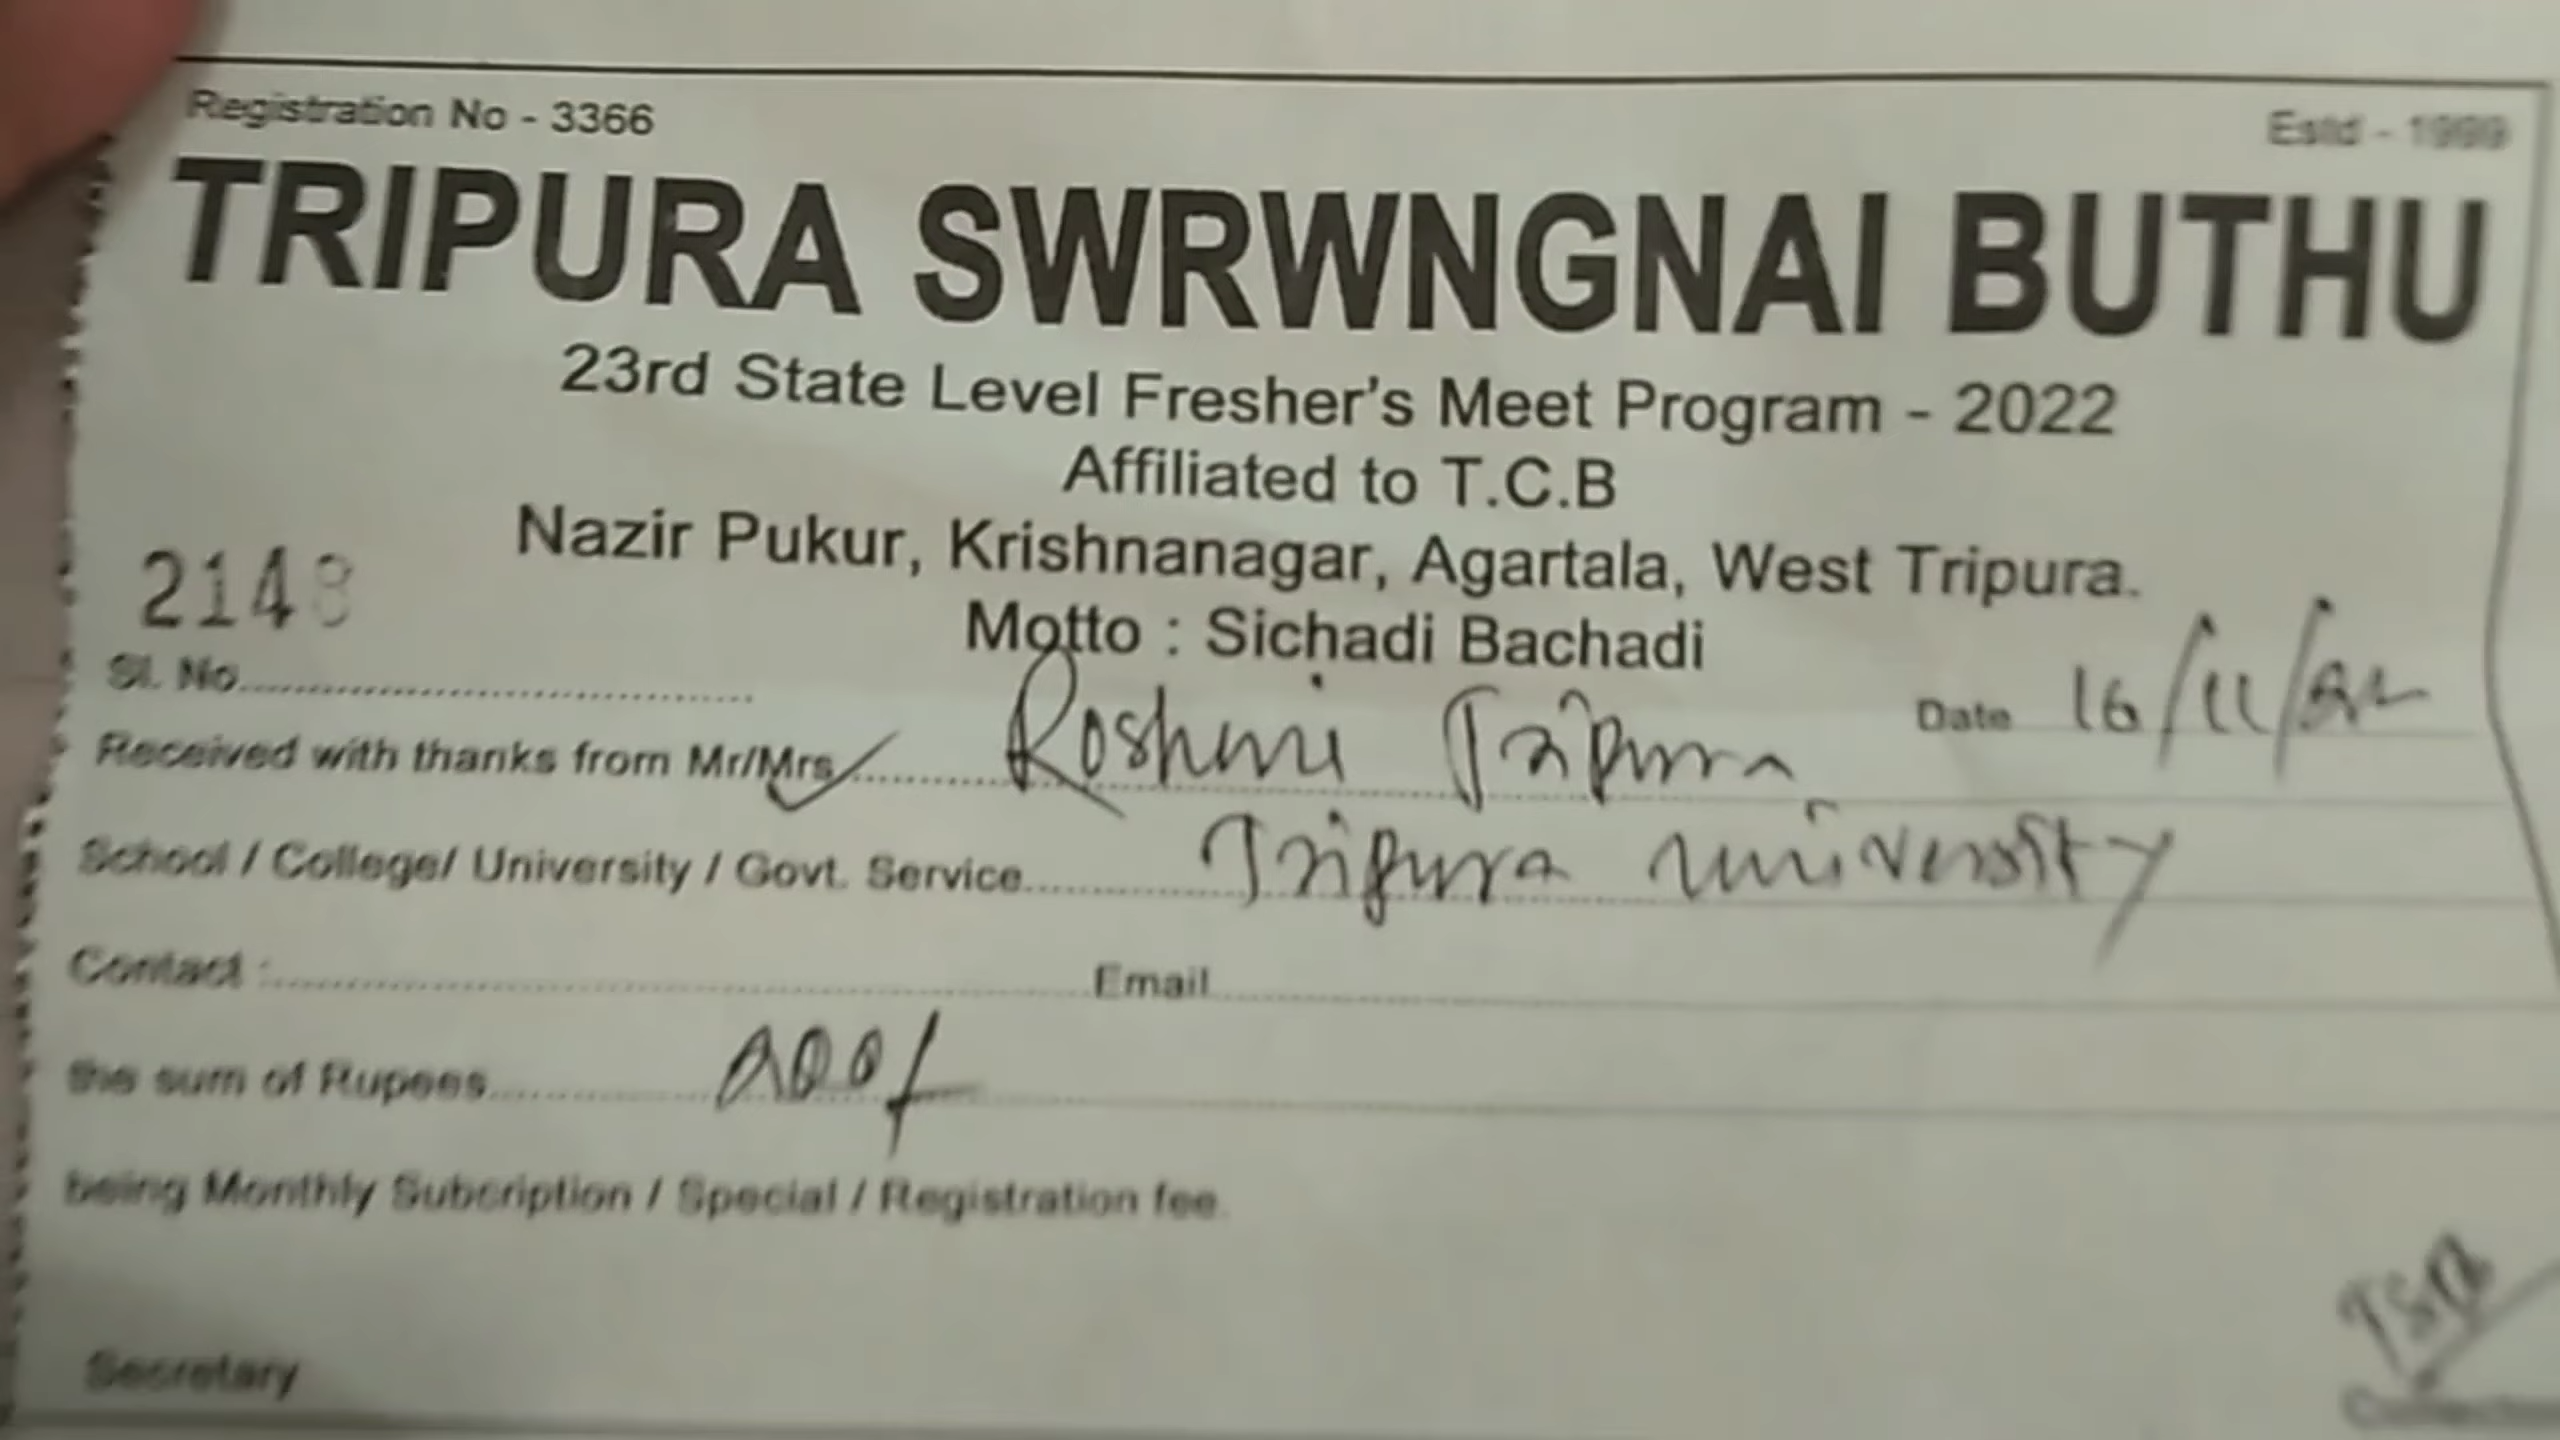 Registration No - 3366
Estd - 1999
TRIPURA SWRWNGNAI BUTHU
23rd State Level Fresher's Meet Program - 2022
Affiliated to T.C.B
Nazir Pukur, Krishnanagar, Agartala, West Tripura.
Motto : Sichadi Bachadi
2148
Sl. No
Date 16/11/22
Received with thanks from Mr/Mrs Roshmi Tripura
School / College/ University / Govt. Service Tripura University
Contact :
Email
the sum of Rupees 200/
being Monthly Subcription / Special / Registration fee.
Secretary